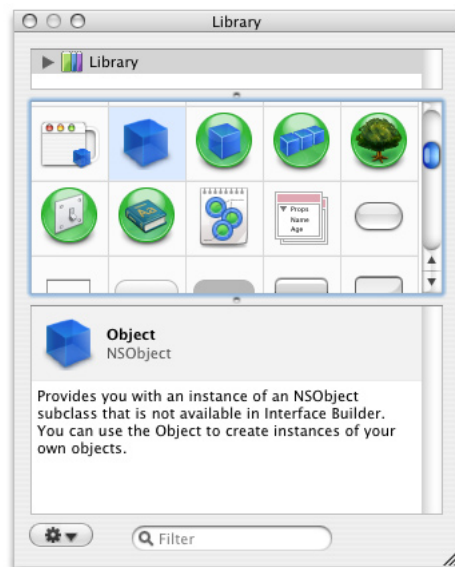 Library
Library
Props
Name
Age
Object
NSObject
Provides you with an instance of an NSObject
subclass that is not available in Interface Builder.
You can use the Object to create instances of your
own objects.
Filter